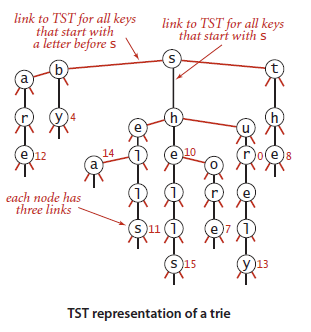 link to TST for all keys
that start with
a letter before s
link to TST for all keys
that start with s
s
b
t
a
r
y 4
h
h
e
u
e 12
a 14
l
e 10
o
r 0
e 8
each node has
three links
l
l
r
e
s 11
l
e 7
l
s 15
y 13
TST representation of a trie